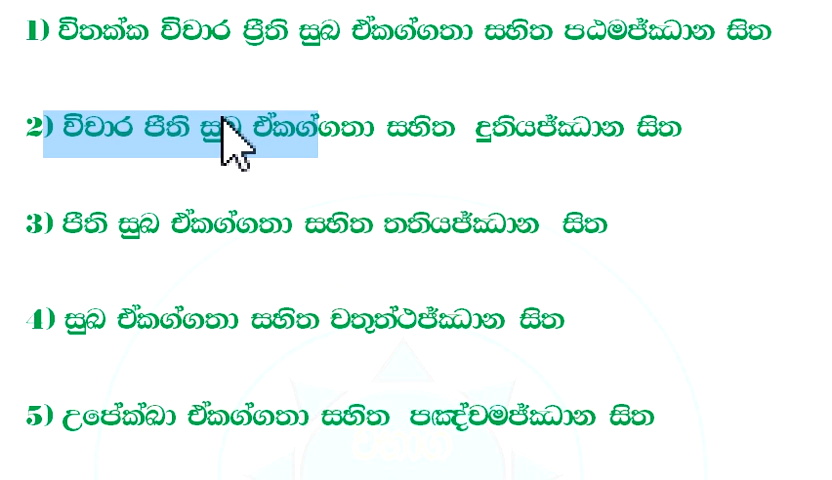 1) විතක්ක විචාර ප්‍රීති සුඛ ඒකග්ගතා සහිත පඨමජ්ඣාන සිත
2) විචාර පීති සුඛ ඒකග්ගතා සහිත දුතියජ්ඣාන සිත
3) පීති සුඛ ඒකග්ගතා සහිත තතියජ්ඣාන සිත
4) සුඛ ඒකග්ගතා සහිත චතුත්ථජ්ඣාන සිත
5) උපේක්ඛා ඒකග්ගතා සහිත පඤ්චමජ්ඣාන සිත